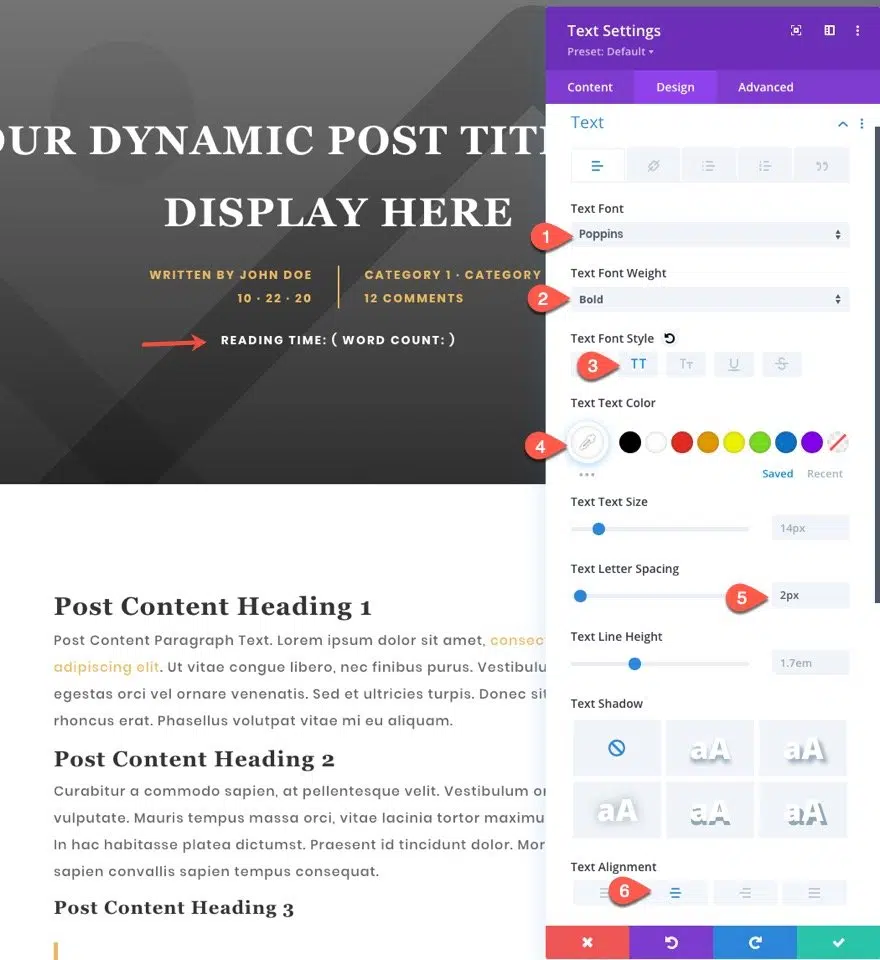 OUR DYNAMIC POST TIT
DISPLAY HERE
WRITTEN BY JOHN DOE
10 · 22 · 20
CATEGORY 1 · CATEGORY
12 COMMENTS
READING TIME: ( WORD COUNT: )
Post Content Heading 1
Post Content Paragraph Text. Lorem ipsum dolor sit amet, consec
adipiscing elit. Ut vitae congue libero, nec finibus purus. Vestibulu
egestas orci vel ornare venenatis. Sed et ultricies turpis. Donec sit
rhoncus erat. Phasellus volutpat vitae mi eu aliquam.
Post Content Heading 2
Curabitur a commodo sapien, at pellentesque velit. Vestibulum or
vulputate. Mauris tempus massa orci, vitae lacinia tortor maximu
In hac habitasse platea dictumst. Praesent id tincidunt dolor. Mor
sapien convallis sapien tempus consequat.
Post Content Heading 3
Text Settings
Preset: Default
Content Design Advanced
Text
Text Font
1 Poppins
Text Font Weight
2 Bold
Text Font Style
3 TT Tт U S
Text Text Color
4
Saved Recent
Text Text Size
14px
Text Letter Spacing
5 2px
Text Line Height
1.7em
Text Shadow
aA aA
aA aA aA
Text Alignment
6